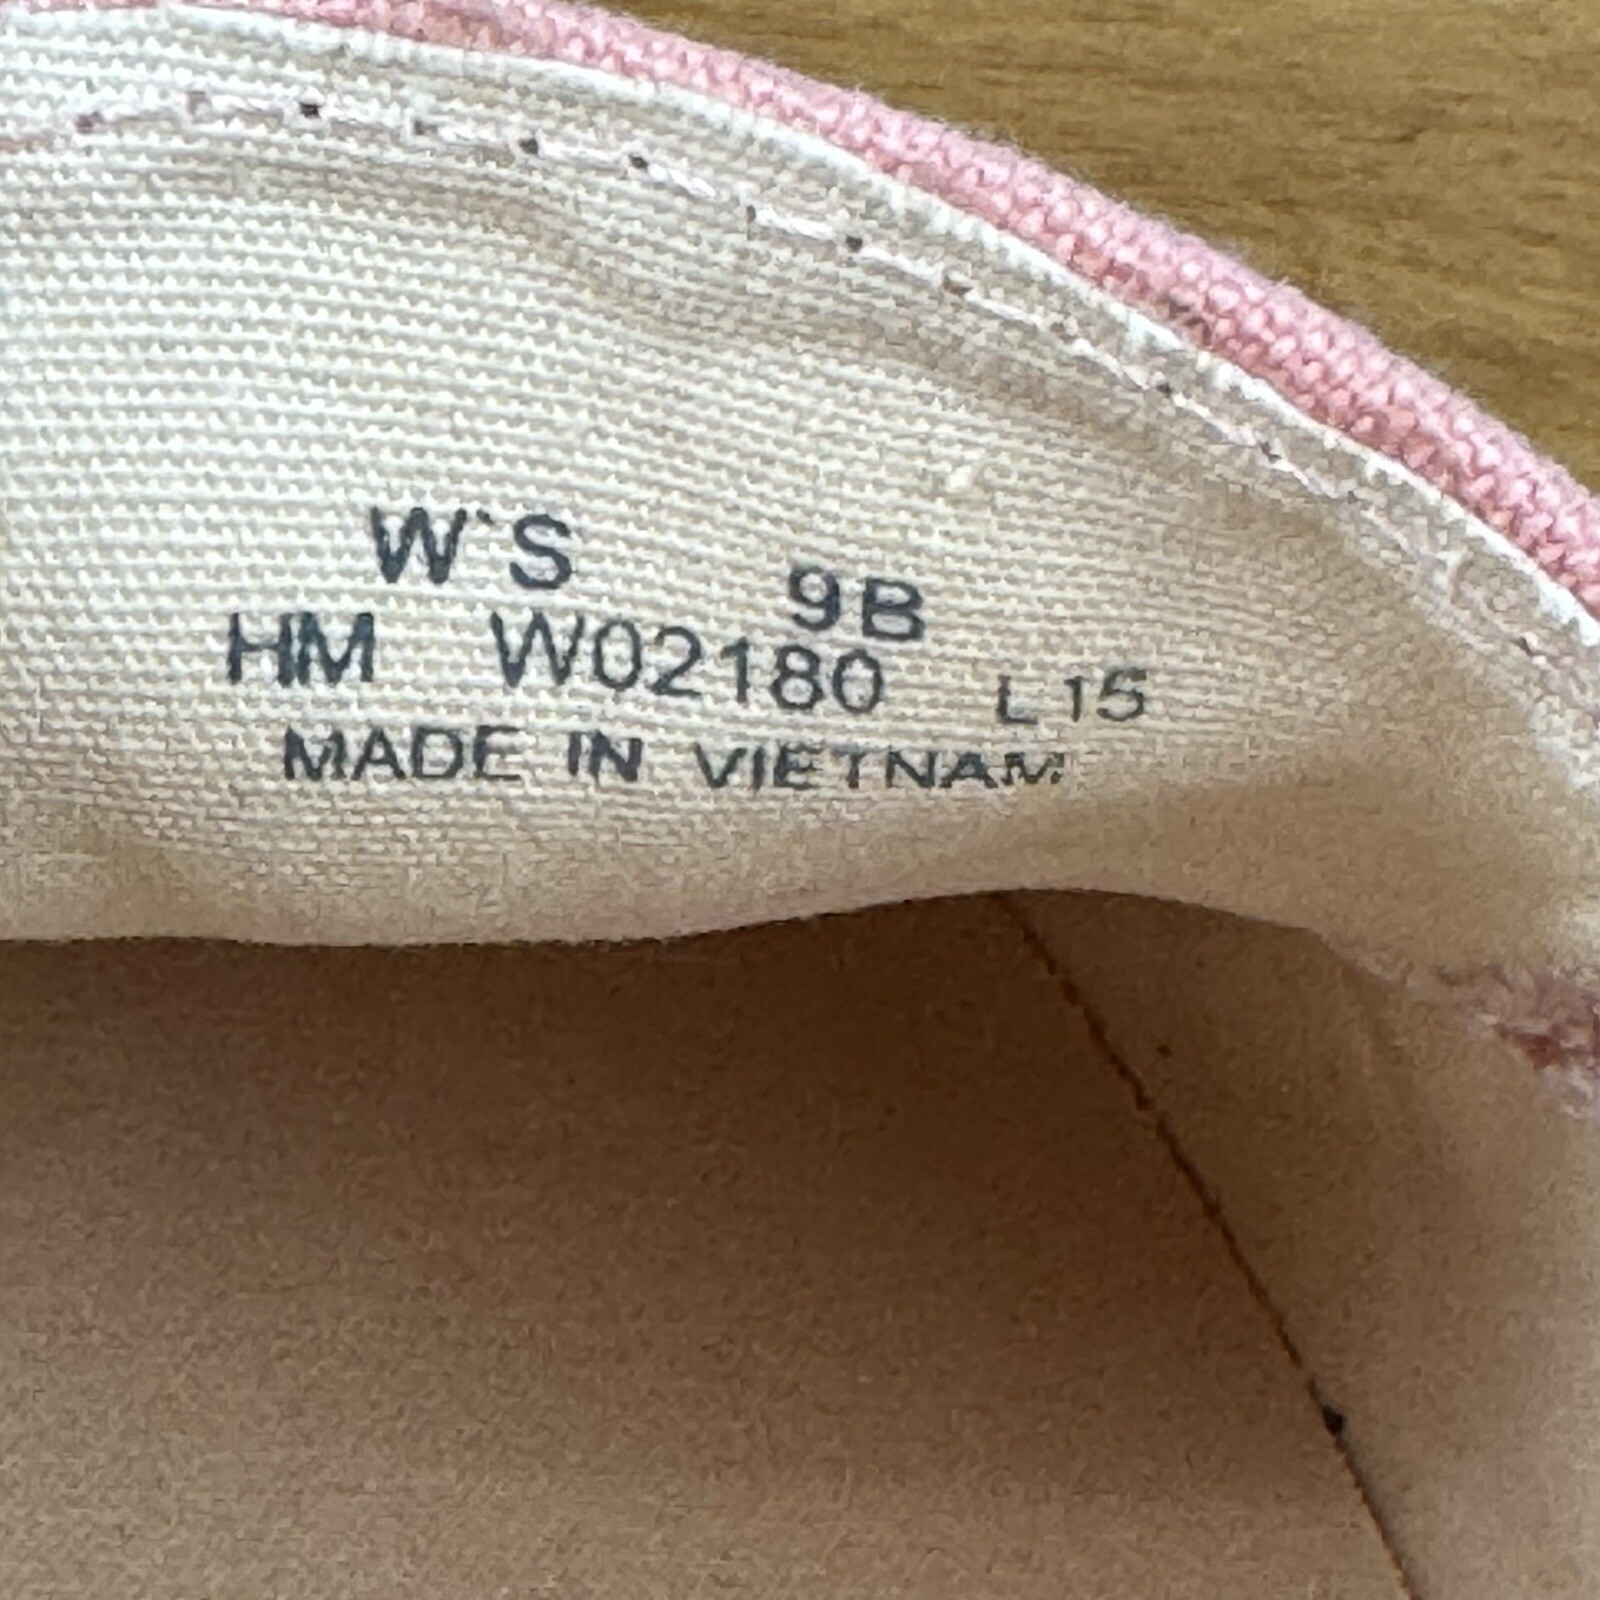 W'S 9B
HM W02180 L15
MADE IN VIETNAM